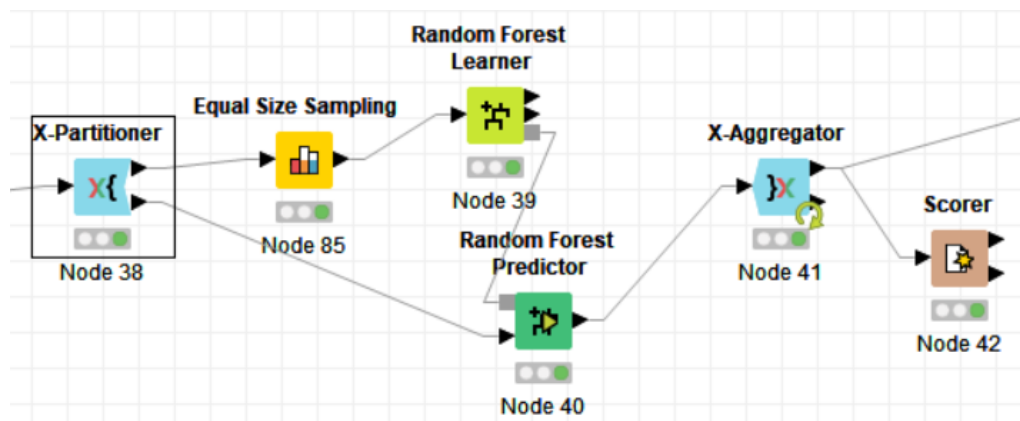 Random Forest
Learner
Equal Size Sampling
X-Partitioner
X-Aggregator
Node 39
Scorer
Node 85
Random Forest
Predictor
Node 38
Node 41
Node 42
Node 40